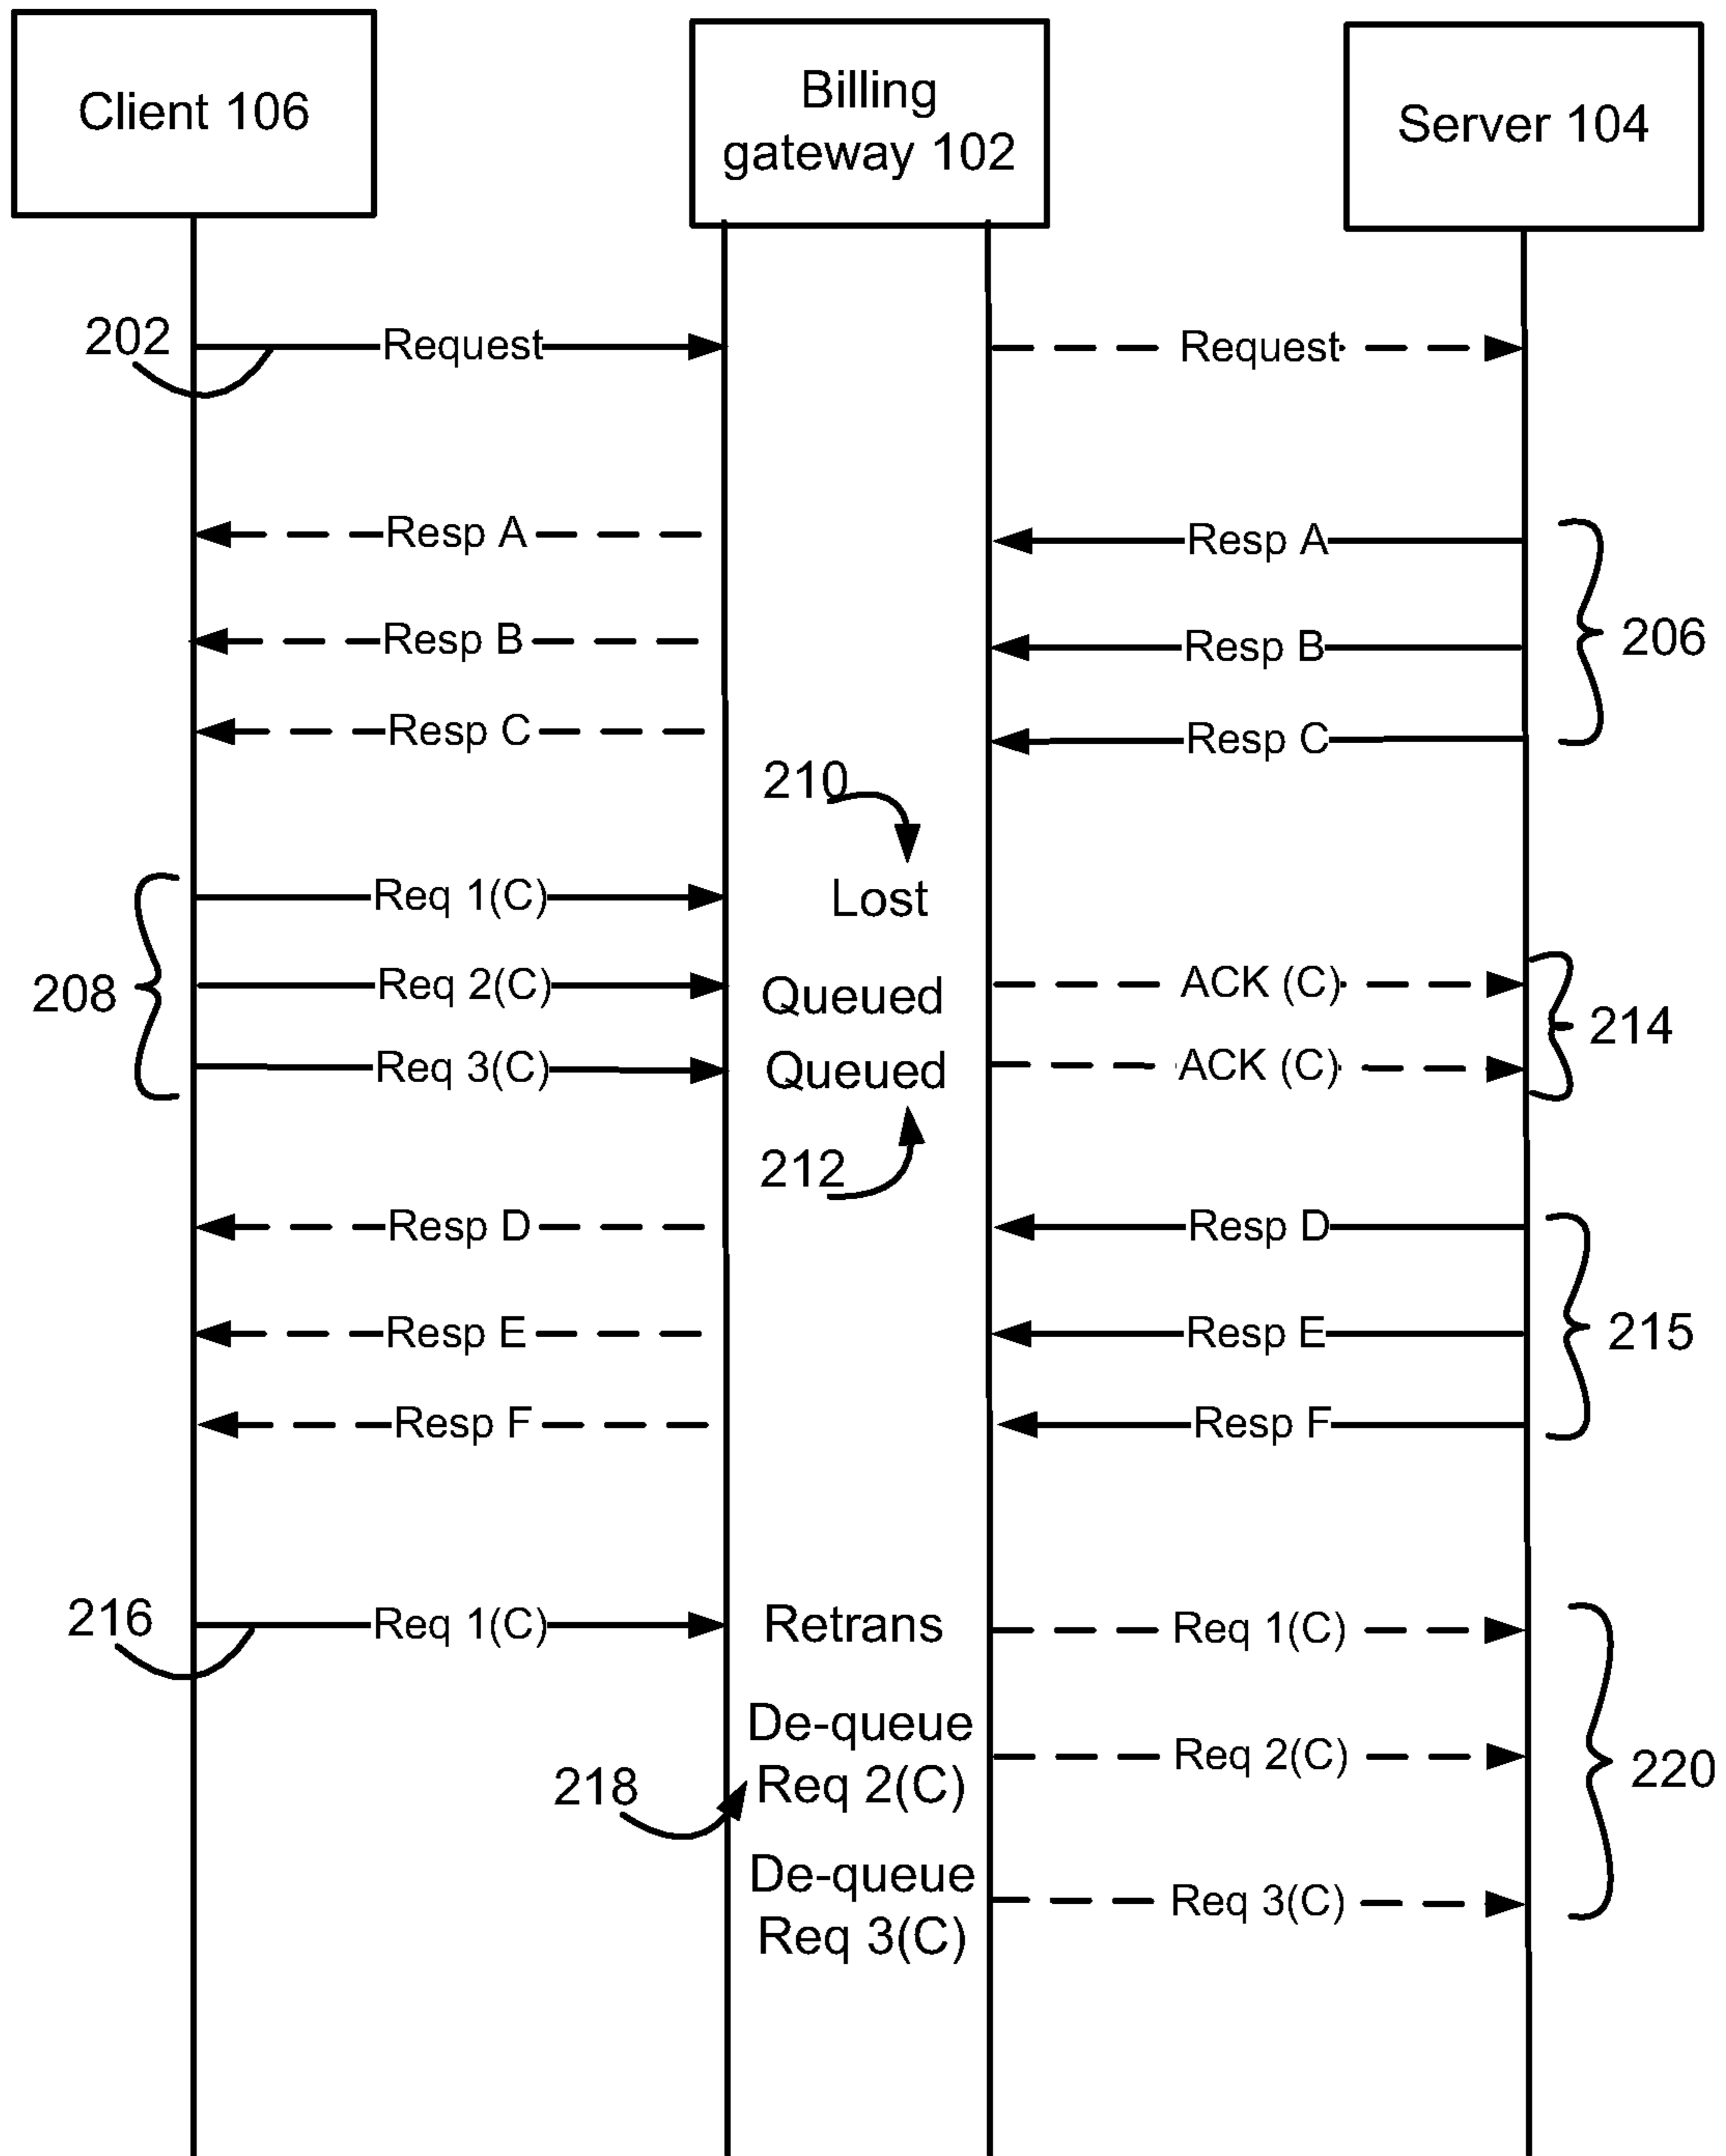 Client 106
Billing
gateway 102
Server 104
202
Request
Request
Resp A
Resp A
Resp B
Resp B
206
Resp C
Resp C
210
Req 1(C)
Lost
208
Req 2(C)
Queued
ACK (C)
214
Req 3(C)
Queued
ACK (C)
212
Resp D
Resp D
Resp E
Resp E
215
Resp F
Resp F
216
Req 1(C)
Retrans
Req 1(C)
De-queue
Req 2(C)
Req 2(C)
218
220
De-queue
Req 3(C)
Req 3(C)